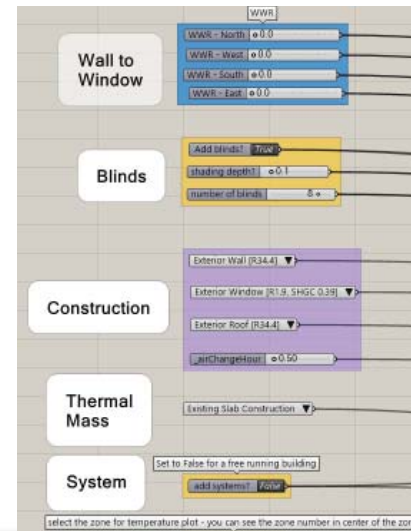 WWR
Wall to
Window
WWR - North 0.0
WWR - West 0.0
WWR - South 0.0
WWR - East 0.0
Blinds
Add blinds? True
shading depth? 0.1
number of blinds 8
Construction
Exterior Wall [R34.4]
Exterior Window [R1.9, SHGC 0.39]
Exterior Roof [R34.4]
_airChangeHour 0.50
Thermal
Mass
Existing Slab Construction
System
Set to False for a free running building
add systems? False
select the zone for temperature plot - you can see the zone number in center of the zon